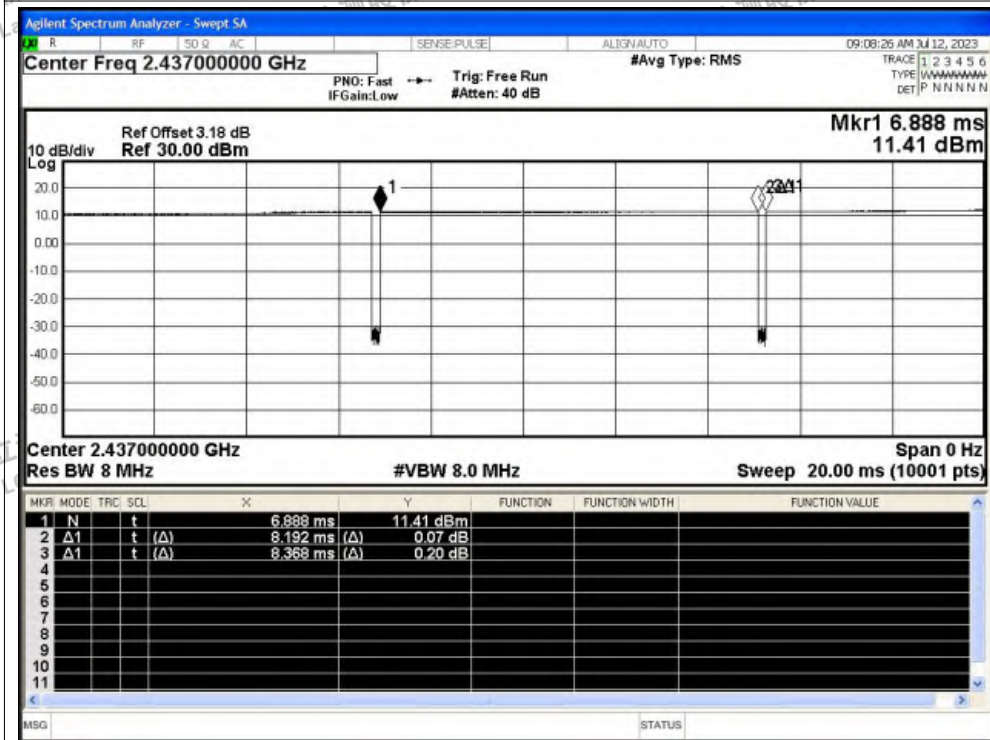 Agilent Spectrum Analyzer - Swept SA
LXI R RF 50 Ω AC SENSE:PULSE ALIGN AUTO 09:08:26 AM Jul 12, 2023
Center Freq 2.437000000 GHz #Avg Type: RMS TRACE 1 2 3 4 5 6
PNO: Fast Trig: Free Run TYPE WWWWWW
IFGain:Low #Atten: 40 dB DET P N N N N N
Mkr1 6.888 ms
Ref Offset 3.18 dB
10 dB/div Ref 30.00 dBm 11.41 dBm
Log
20.0
10.0
0.00
-10.0
-20.0
-30.0
-40.0
-50.0
-60.0
1
Center 2.437000000 GHz Span 0 Hz
Res BW 8 MHz #VBW 8.0 MHz Sweep 20.00 ms (10001 pts)
MKR MODE TRC SCL X Y FUNCTION FUNCTION WIDTH FUNCTION VALUE
1 N t 6.888 ms 11.41 dBm
2 Δ1 t (Δ) 8.192 ms (Δ) 0.07 dB
3 Δ1 t (Δ) 8.368 ms (Δ) 0.20 dB
4
5
6
7
8
9
10
11
MSG STATUS